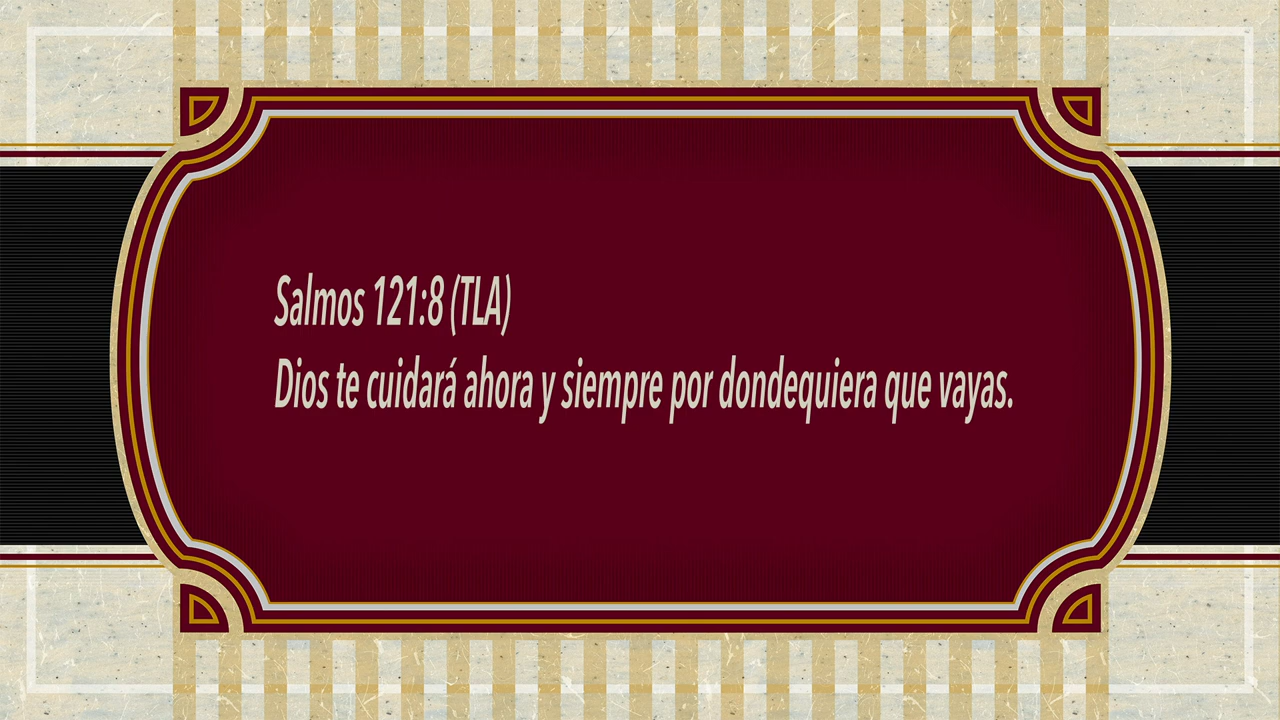 Salmos 121:8 (TLA)
Dios te cuidará ahora y siempre por dondequiera que vayas.